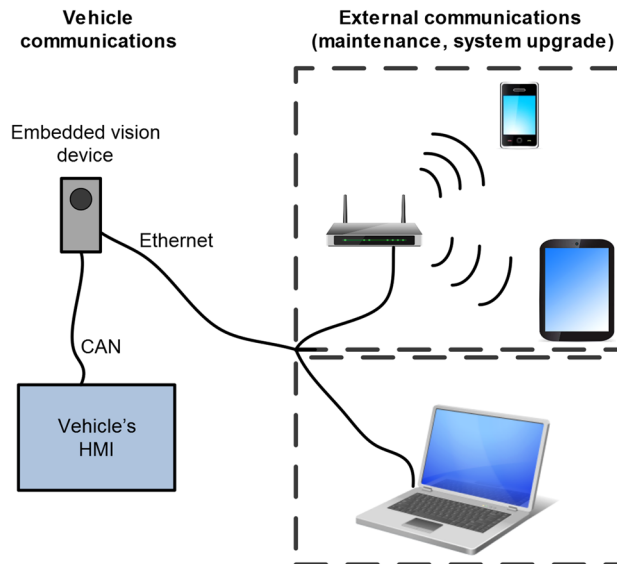 Vehicle
communications
External communications
(maintenance, system upgrade)
Embedded vision
device
Ethernet
CAN
Vehicle's
HMI